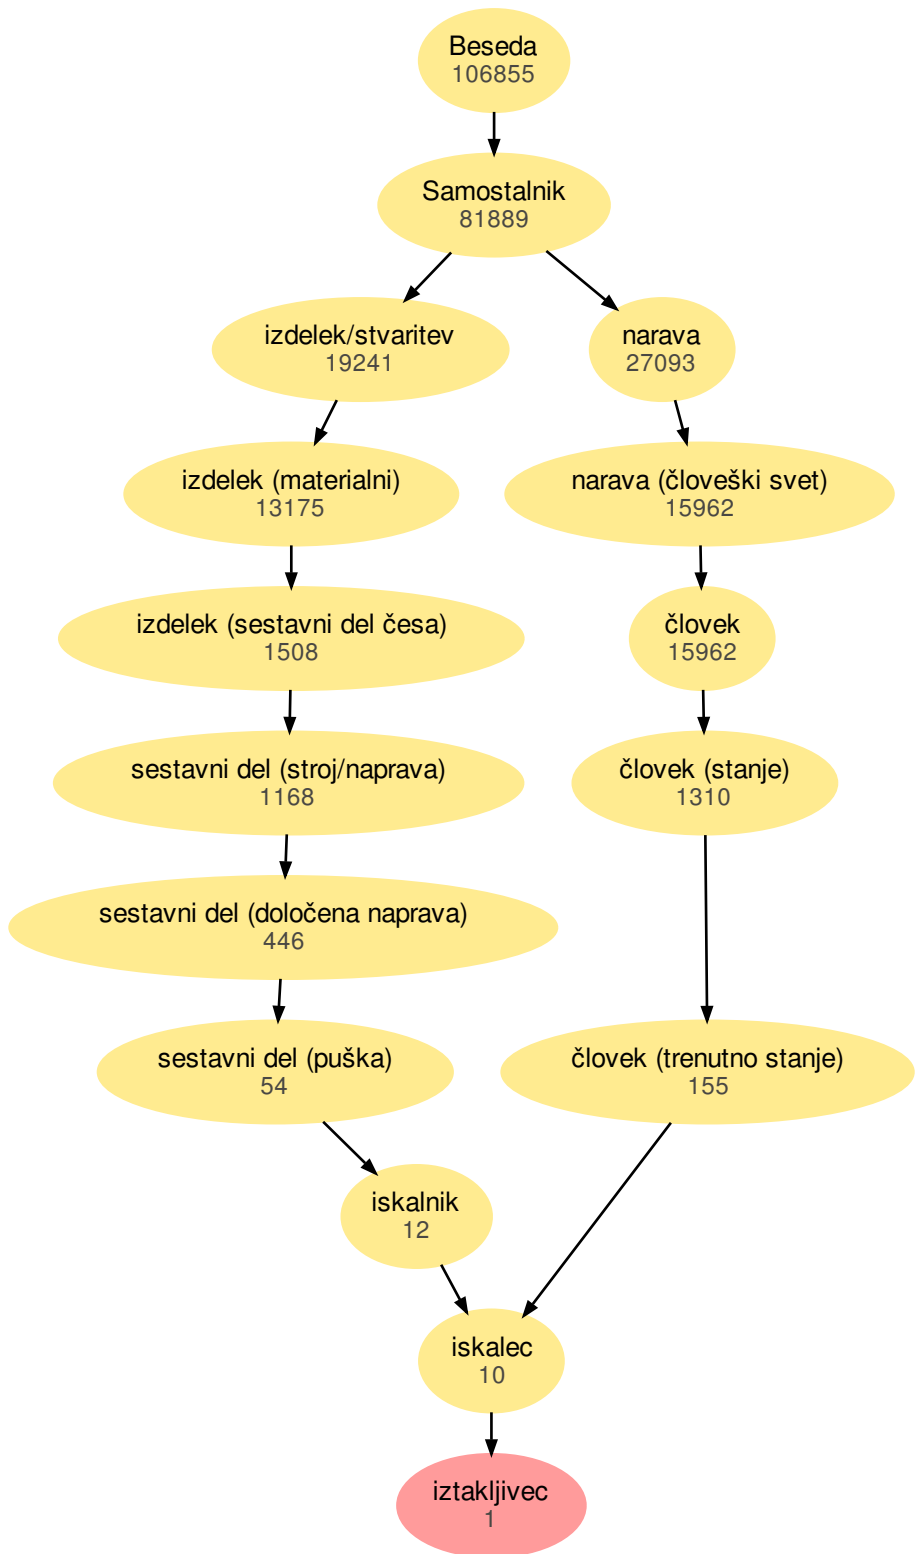 Beseda
106855
Samostalnik
81889
izdelek/stvaritev
19241
narava
27093
izdelek (materialni)
13175
narava (človeški svet)
15962
izdelek (sestavni del česa)
1508
človek
15962
sestavni del (stroj/naprava)
1168
človek (stanje)
1310
sestavni del (določena naprava)
446
sestavni del (puška)
54
človek (trenutno stanje)
155
iskalnik
12
iskalec
10
iztakljivec
1